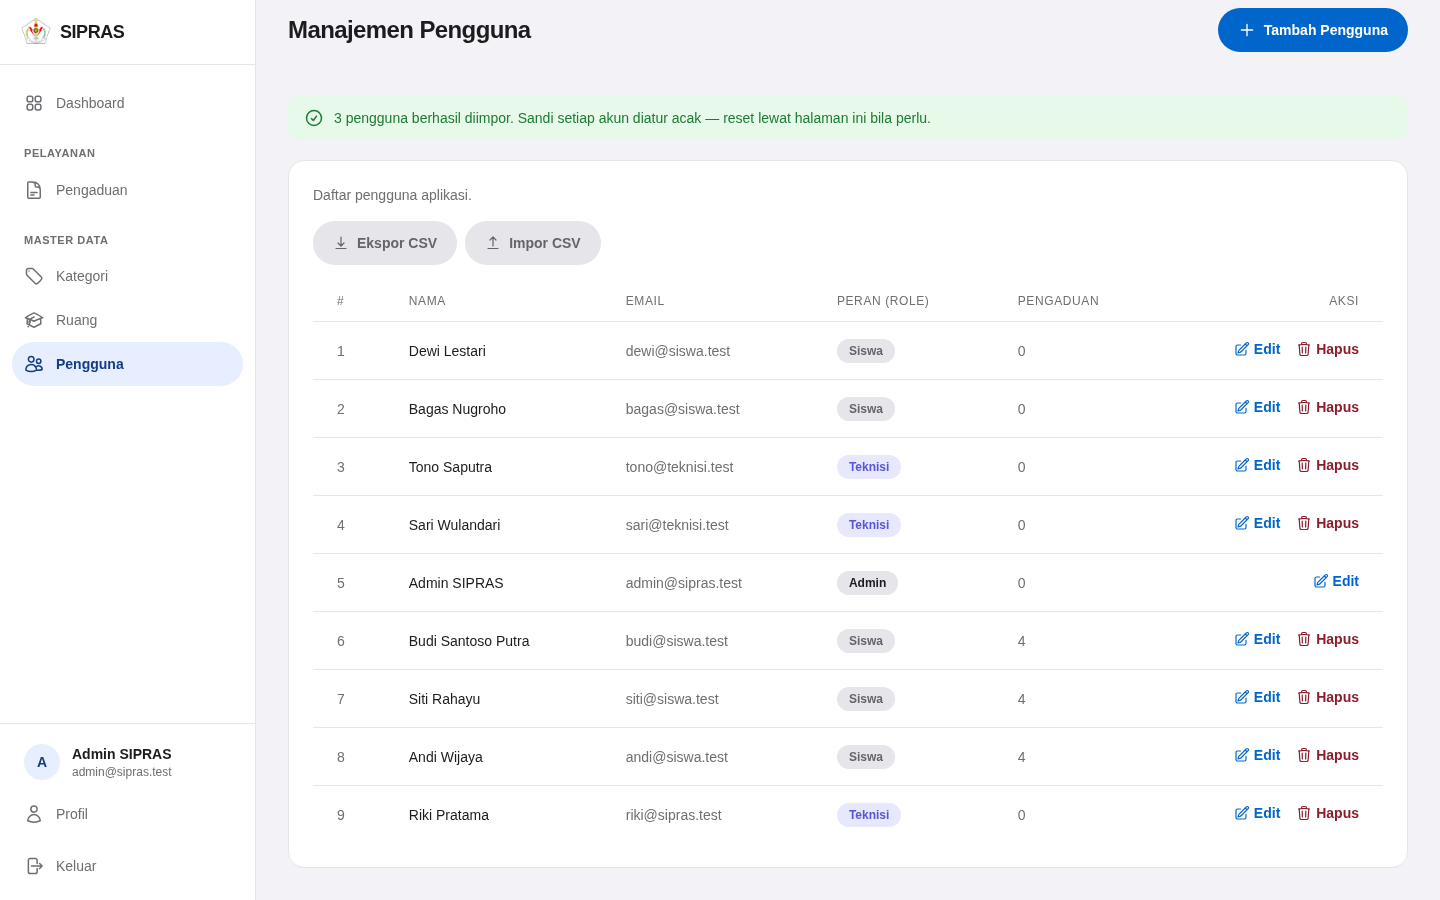 SIPRAS
Dashboard
PELAYANAN
Pengaduan
MASTER DATA
Kategori
Ruang
Pengguna
A
Admin SIPRAS
admin@sipras.test
Profil
Keluar
Manajemen Pengguna
Tambah Pengguna
3 pengguna berhasil diimpor. Sandi setiap akun diatur acak — reset lewat halaman ini bila perlu.
Daftar pengguna aplikasi.
Ekspor CSV Impor CSV
# NAMA EMAIL PERAN (ROLE) PENGADUAN AKSI
1 Dewi Lestari dewi@siswa.test Siswa 0 Edit Hapus
2 Bagas Nugroho bagas@siswa.test Siswa 0 Edit Hapus
3 Tono Saputra tono@teknisi.test Teknisi 0 Edit Hapus
4 Sari Wulandari sari@teknisi.test Teknisi 0 Edit Hapus
5 Admin SIPRAS admin@sipras.test Admin 0 Edit
6 Budi Santoso Putra budi@siswa.test Siswa 4 Edit Hapus
7 Siti Rahayu siti@siswa.test Siswa 4 Edit Hapus
8 Andi Wijaya andi@siswa.test Siswa 4 Edit Hapus
9 Riki Pratama riki@sipras.test Teknisi 0 Edit Hapus